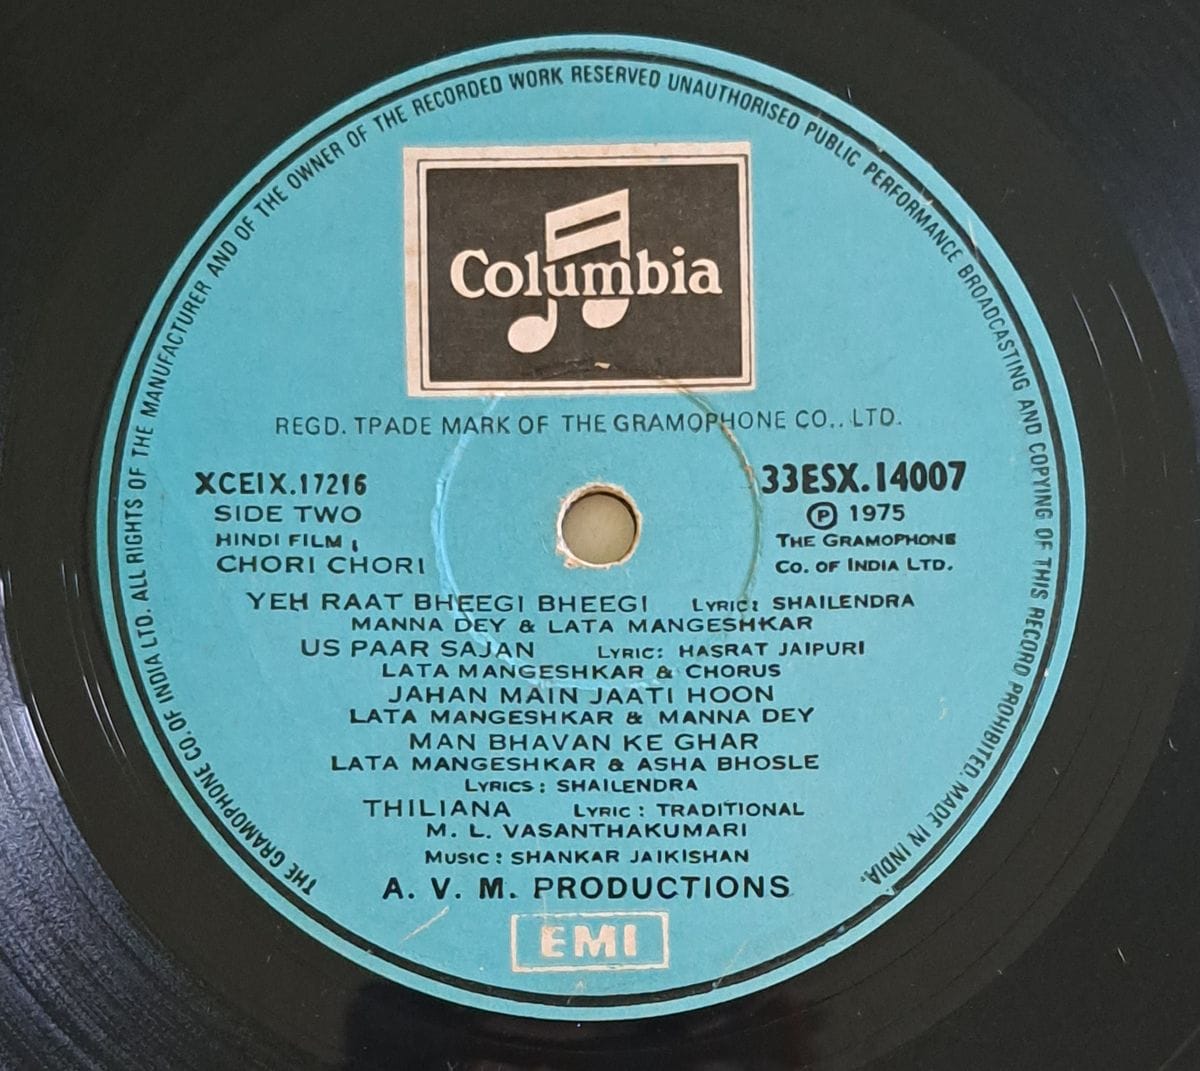 THE GRAMOPHONE CO. OF INDIA LTD. ALL RIGHTS OF THE MANUFACTURER AND OF THE OWNER OF THE RECORDED WORK RESERVED UNAUTHORISED PUBLIC PERFORMANCE BROADCASTING AND COPYING OF THIS RECORD PROHIBITED. MADE IN INDIA.
Columbia
REGD. TPADE MARK OF THE GRAMOPHONE CO.. LTD.
XCEIX.17216 33ESX.14007
SIDE TWO Ⓟ 1975
HINDI FILM; THE GRAMOPHONE
CHORI CHORI CO. OF INDIA LTD.
YEH RAAT BHEEGI BHEEGI LYRIC: SHAILENDRA
MANNA DEY & LATA MANGESHKAR
US PAAR SAJAN LYRIC: HASRAT JAIPURI
LATA MANGESHKAR & CHORUS
JAHAN MAIN JAATI HOON
LATA MANGESHKAR & MANNA DEY
MAN BHAVAN KE GHAR
LATA MANGESHKAR & ASHA BHOSLE
LYRICS: SHAILENDRA
THILIANA LYRIC: TRADITIONAL
M. L. VASANTHAKUMARI
MUSIC: SHANKAR JAIKISHAN
A. V. M. PRODUCTIONS
EMI